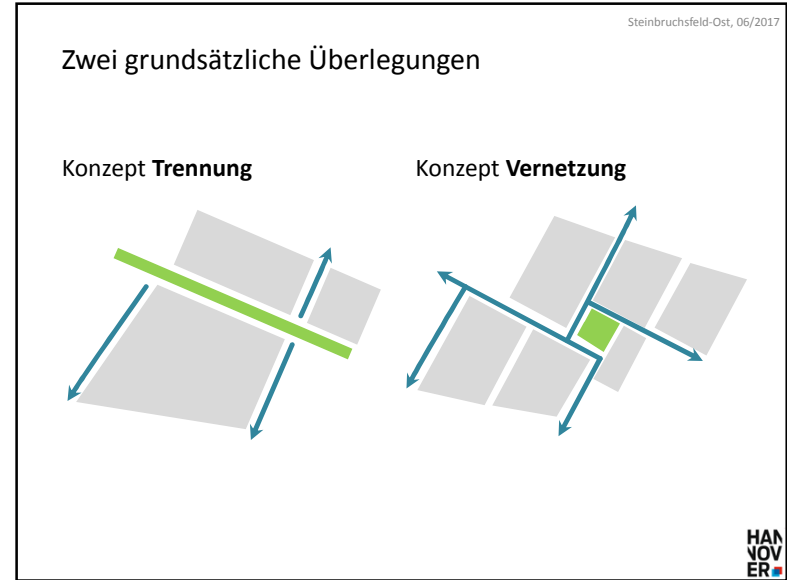 Steinbruchsfeld-Ost, 06/2017
Zwei grundsätzliche Überlegungen
Konzept Trennung
Konzept Vernetzung
HAN
NOV
ER